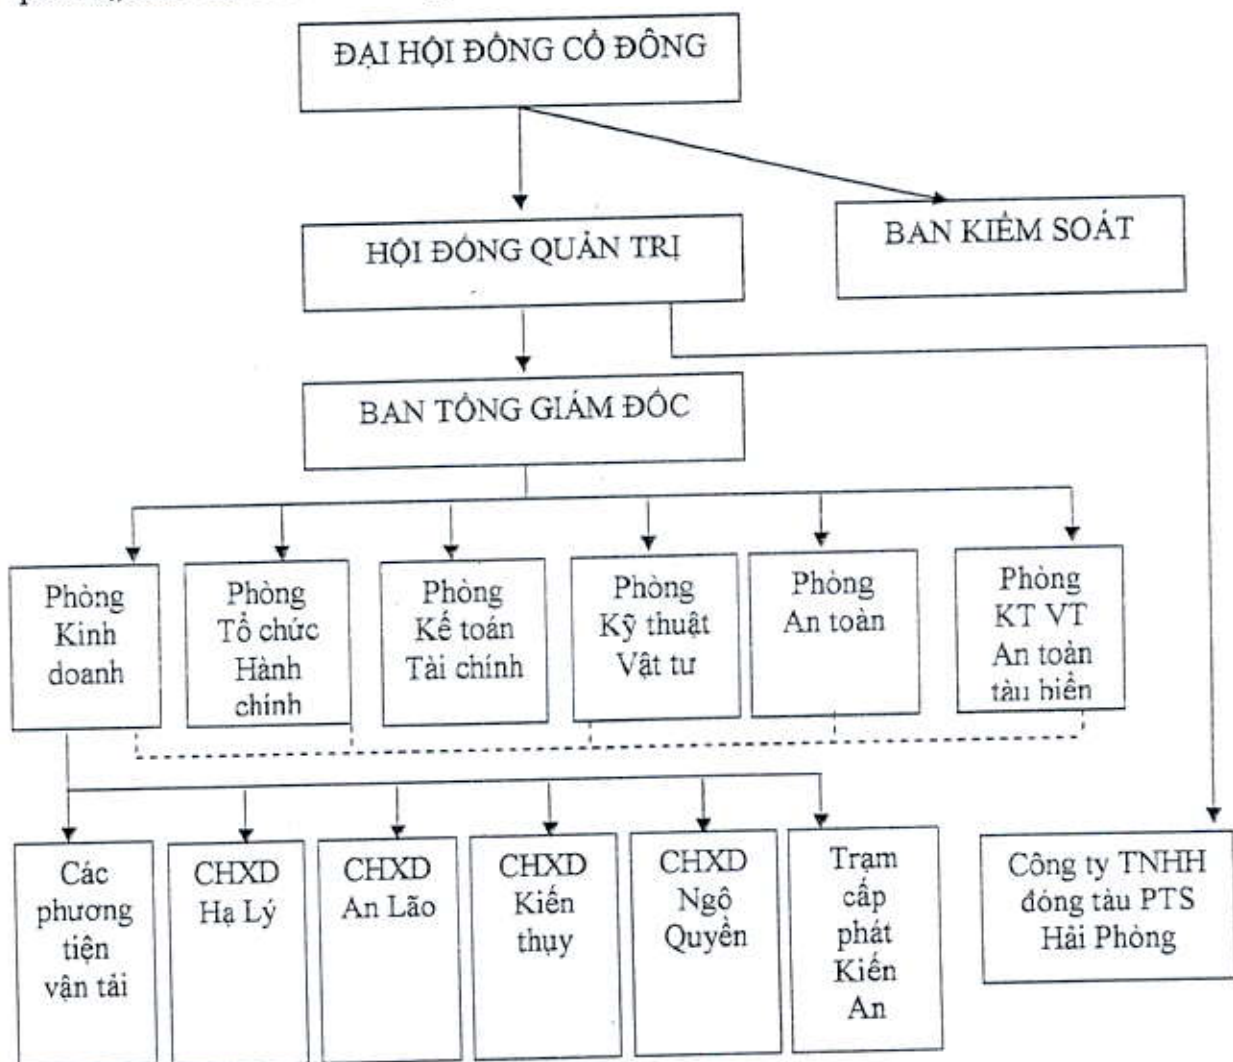 ĐẠI HỘI ĐỒNG CỔ ĐÔNG
BAN KIỂM SOÁT
HỘI ĐỒNG QUẢN TRỊ
BAN TỔNG GIÁM ĐỐC
Phòng
Kinh
doanh
Phòng
Tổ chức
Hành
chính
Phòng
Kế toán
Tài chính
Phòng
Kỹ thuật
Vật tư
Phòng
An toàn
Phòng
KT VT
An toàn
tàu biển
Các
phương
tiện
vận tải
CHXD
Hạ Lý
CHXD
An Lão
CHXD
Kiến
thụy
CHXD
Ngô
Quyền
Trạm
cấp
phát
Kiến
An
Công ty TNHH
đóng tàu PTS
Hải Phòng